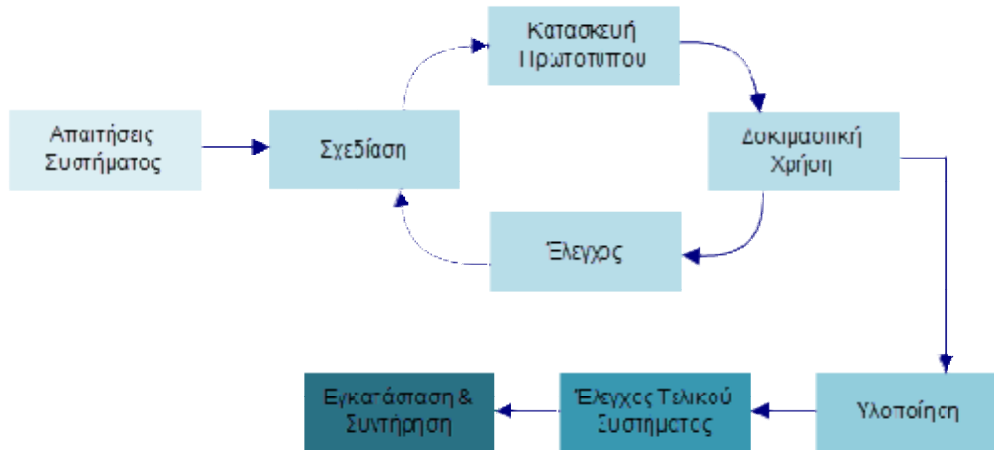 Κατασκευή
Πρωτοτύπου
Απαιτήσεις
Συστήματος
Σχεδίαση
Δοκιμαστική
Χρήση
Έλεγχος
Εγκατάσταση &
Συντήρηση
Έλεγχος Τελικού
Συστήματος
Υλοποίηση